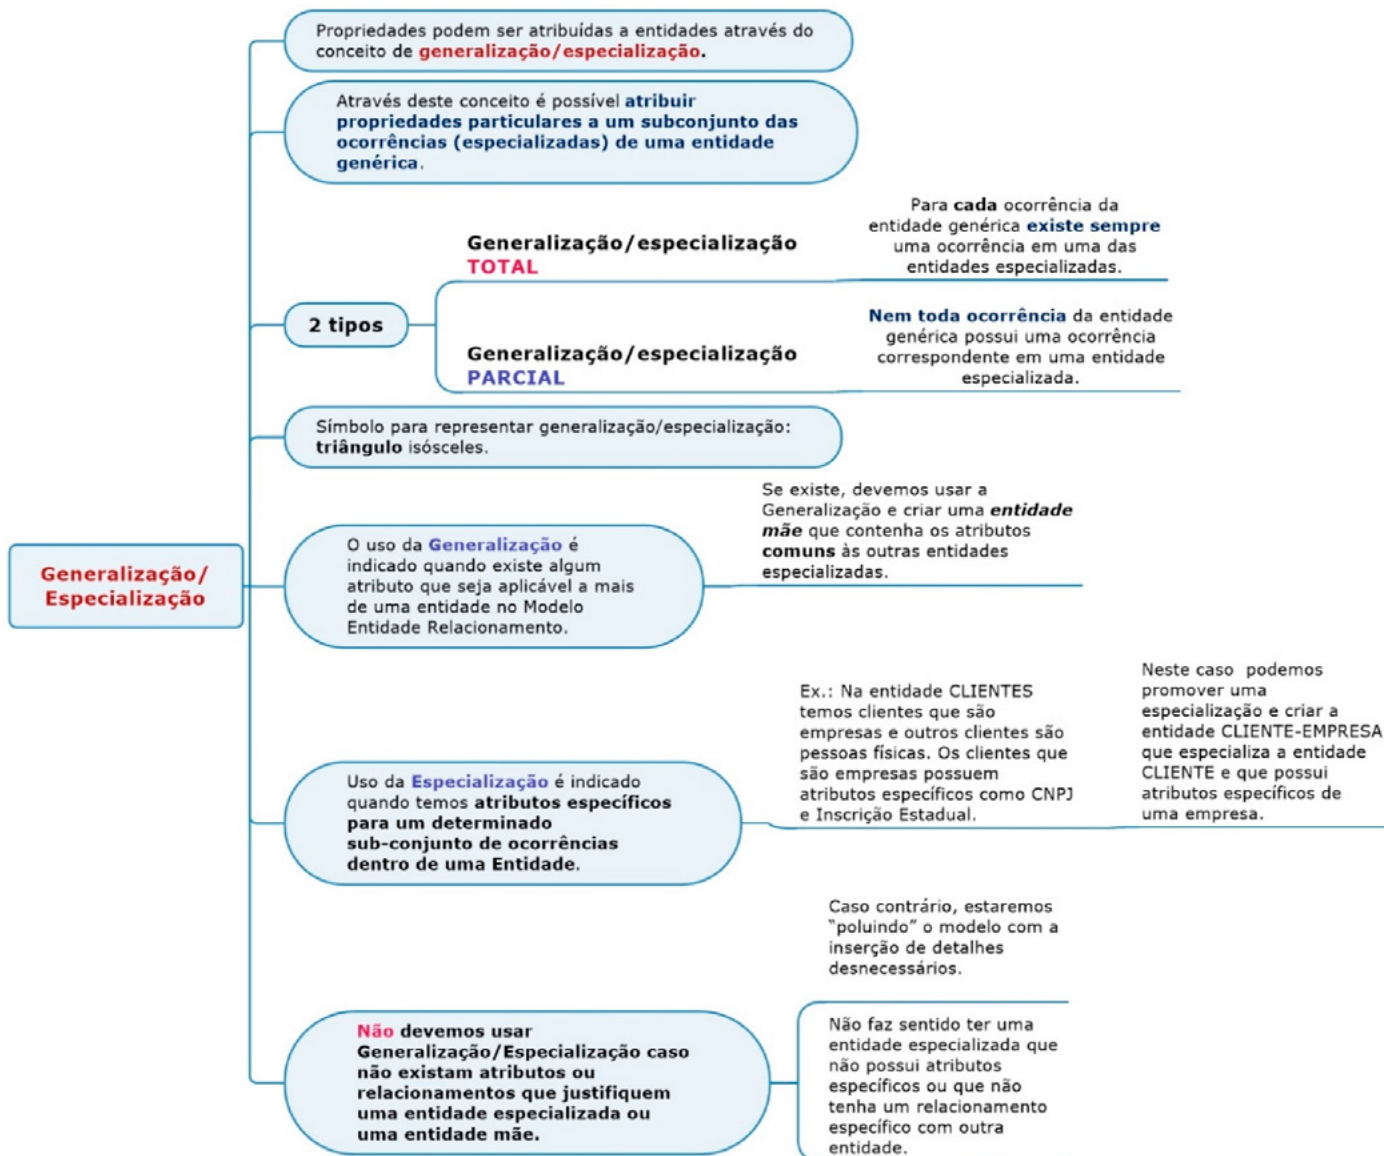 Propriedades podem ser atribuídas a entidades através do
conceito de generalização/especialização.
Através deste conceito é possível atribuir
propriedades particulares a um subconjunto das
ocorrências (especializadas) de uma entidade
genérica.
Generalização/especialização
TOTAL
Para cada ocorrência da
entidade genérica existe sempre
uma ocorrência em uma das
entidades especializadas.
2 tipos
Generalização/especialização
PARCIAL
Nem toda ocorrência da entidade
genérica possui uma ocorrência
correspondente em uma entidade
especializada.
Símbolo para representar generalização/especialização:
triângulo isósceles.
Generalização/
Especialização
O uso da Generalização é
indicado quando existe algum
atributo que seja aplicável a mais
de uma entidade no Modelo
Entidade Relacionamento.
Se existe, devemos usar a
Generalização e criar uma entidade
mãe que contenha os atributos
comuns às outras entidades
especializadas.
Uso da Especialização é indicado
quando temos atributos específicos
para um determinado
sub-conjunto de ocorrências
dentro de uma Entidade.
Ex.: Na entidade CLIENTES
temos clientes que são
empresas e outros clientes são
pessoas físicas. Os clientes que
são empresas possuem
atributos específicos como CNPJ
e Inscrição Estadual.
Neste caso podemos
promover uma
especialização e criar a
entidade CLIENTE-EMPRESA
que especializa a entidade
CLIENTE e que possui
atributos específicos de
uma empresa.
Não devemos usar
Generalização/Especialização caso
não existam atributos ou
relacionamentos que justifiquem
uma entidade especializada ou
uma entidade mãe.
Caso contrário, estaremos
"poluindo" o modelo com a
inserção de detalhes
desnecessários.
Não faz sentido ter uma
entidade especializada que
não possui atributos
específicos ou que não
tenha um relacionamento
específico com outra
entidade.